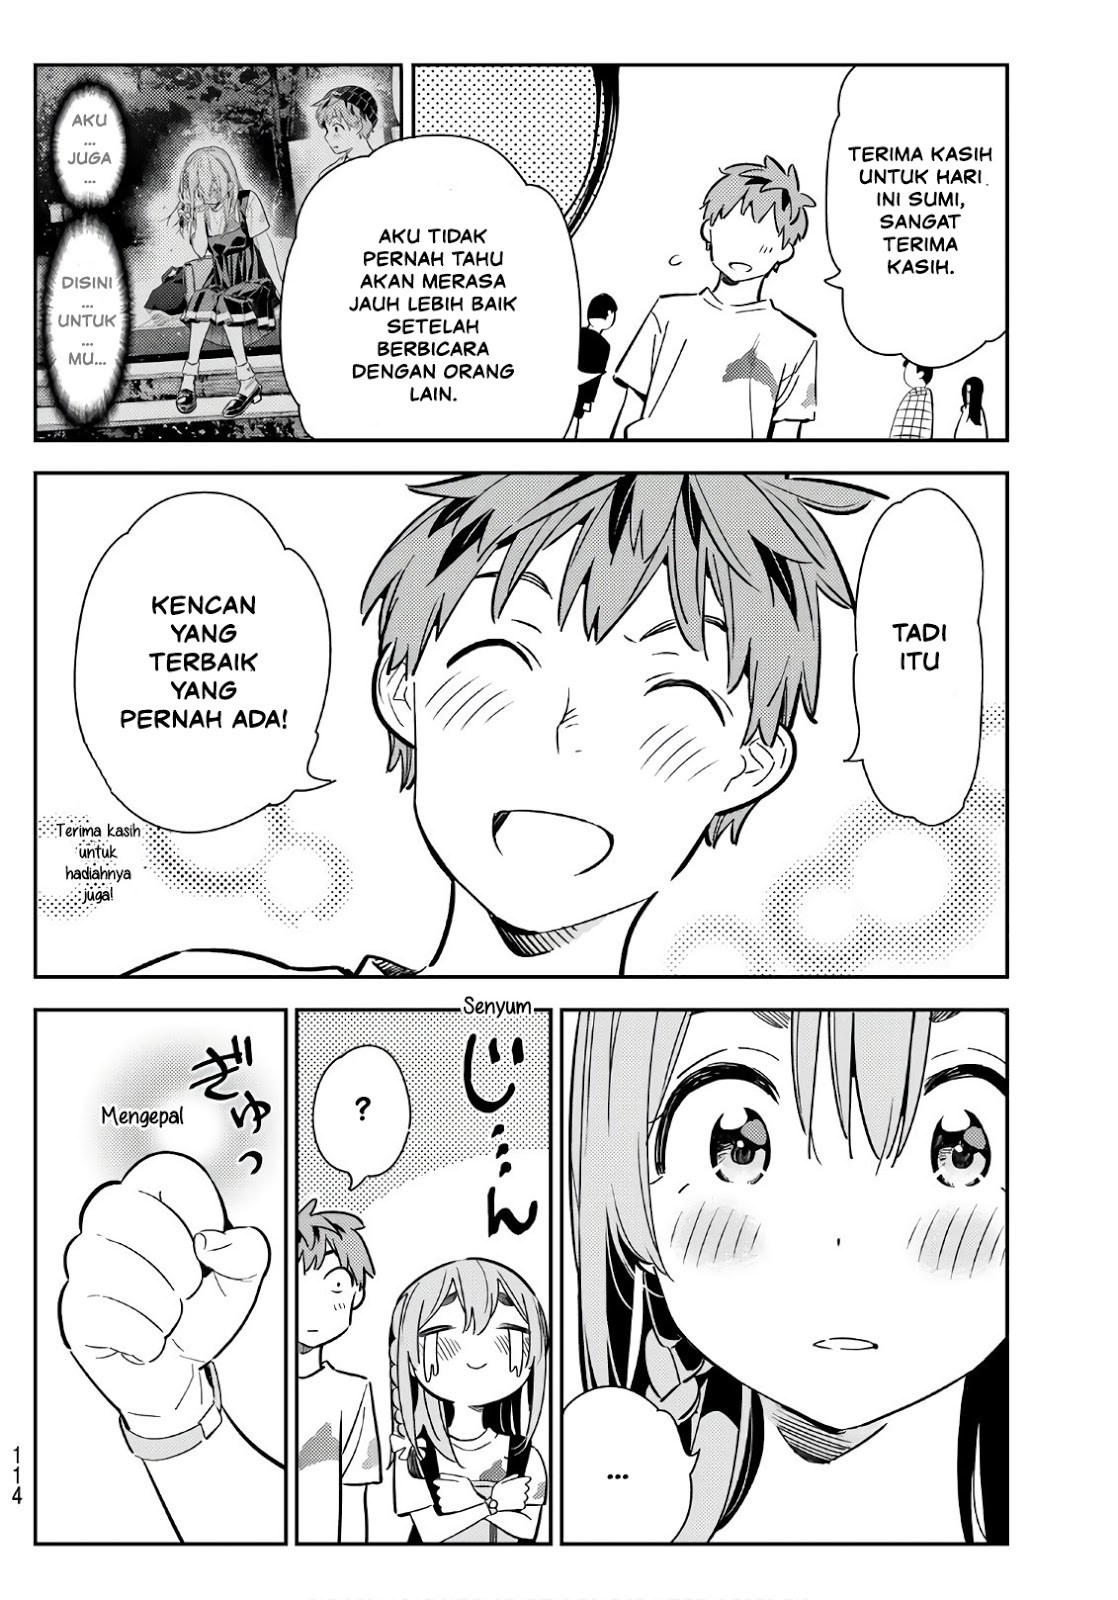 TERIMA KASIH
UNTUK HARI
INI SUMI,
SANGAT
TERIMA
KASIH.
AKU TIDAK
PERNAH TAHU
AKAN MERASA
JAUH LEBIH BAIK
SETELAH
BERBICARA
DENGAN ORANG
LAIN.
AKU
...
JUGA
...
DISINI
...
UNTUK
...
MU...
TADI
ITU
KENCAN
YANG
TERBAIK
YANG
PERNAH ADA!
Terima kasih
untuk
hadiahnya
juga!
...
Senyum
じ…ん
?
ぎゅっ
Mengepal
114